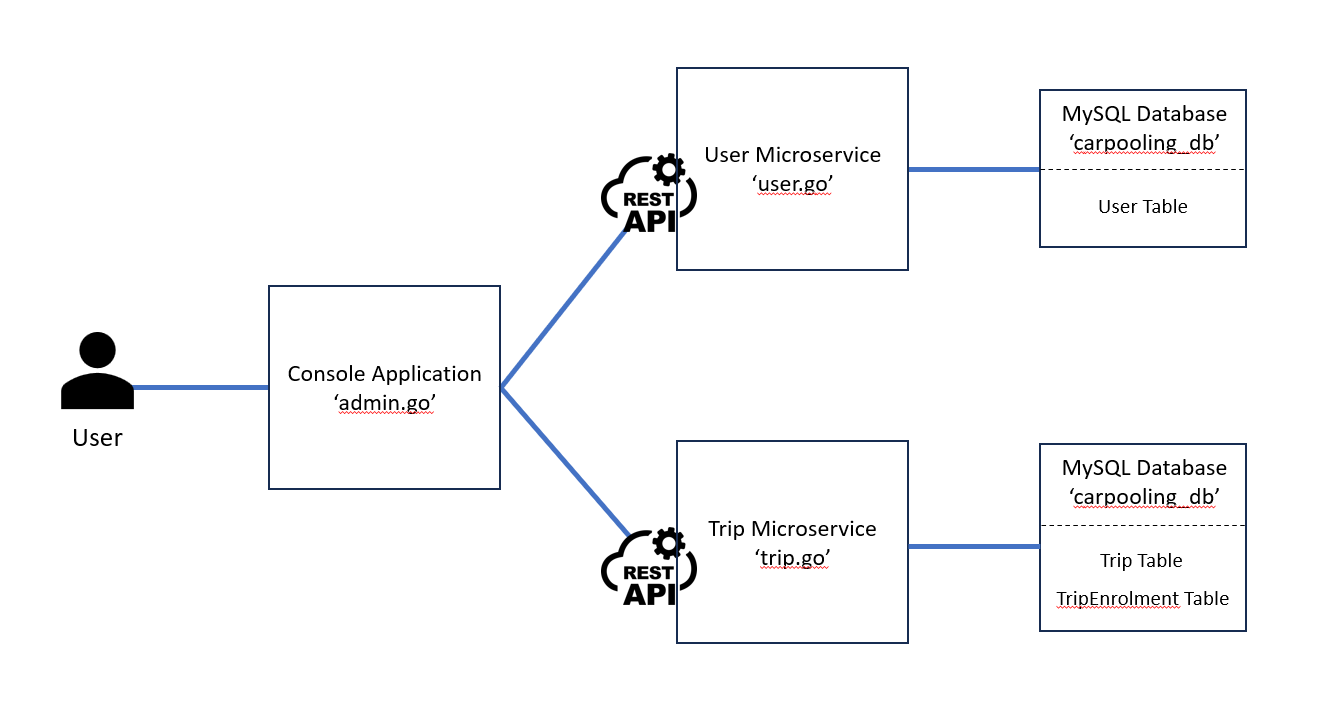 User
Console Application
‘admin.go’
REST
API
User Microservice
‘user.go’
MySQL Database
‘carpooling_db’
User Table
REST
API
Trip Microservice
‘trip.go’
MySQL Database
‘carpooling_db’
Trip Table
TripEnrolment Table